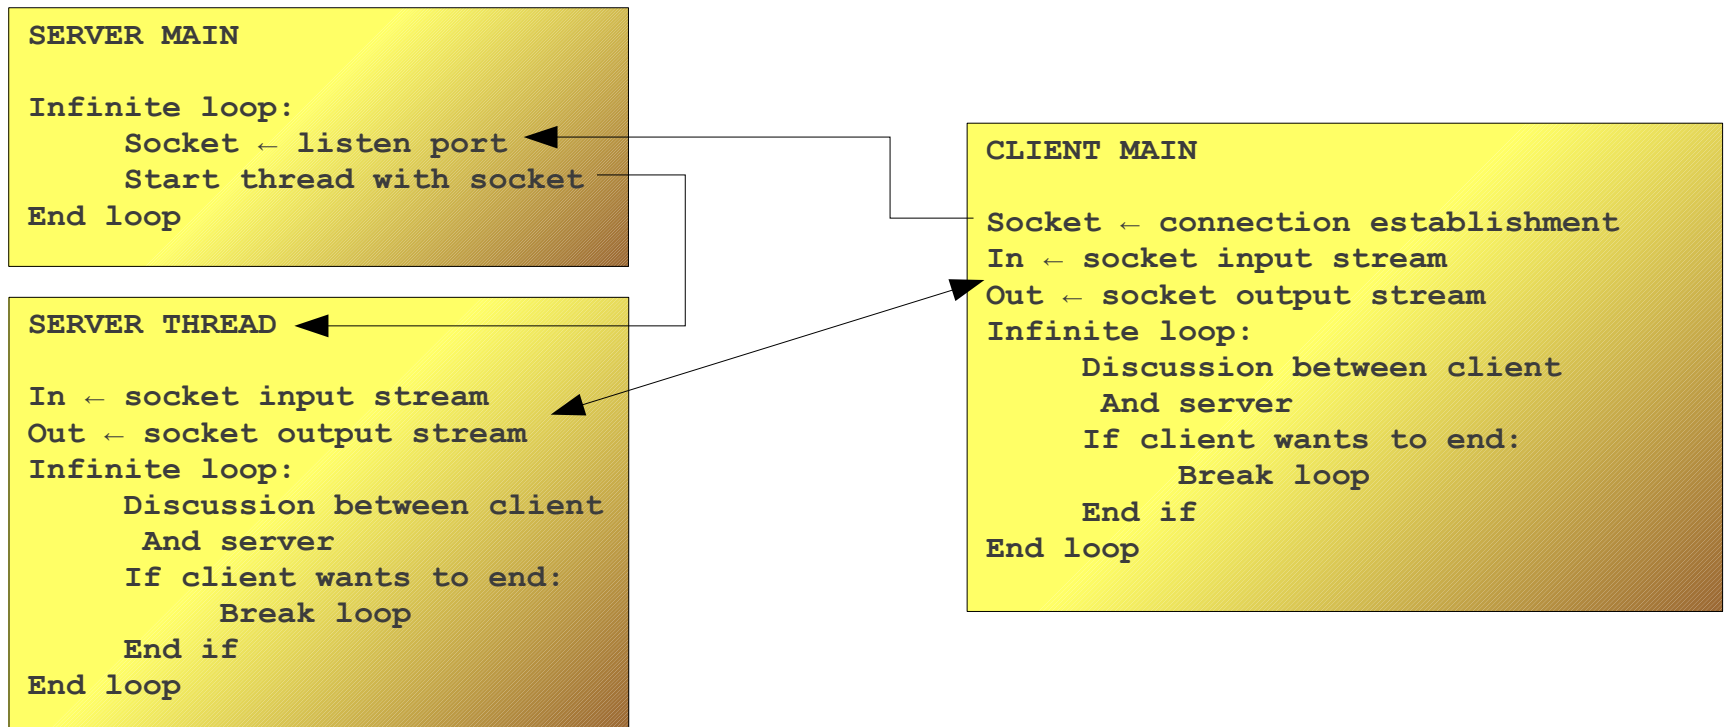 SERVER MAIN
Infinite loop:
Socket ← listen port
Start thread with socket
End loop
SERVER THREAD
In ← socket input stream
Out ← socket output stream
Infinite loop:
Discussion between client
And server
If client wants to end:
Break loop
End if
End loop
CLIENT MAIN
Socket ← connection establishment
In ← socket input stream
Out ← socket output stream
Infinite loop:
Discussion between client
And server
If client wants to end:
Break loop
End if
End loop